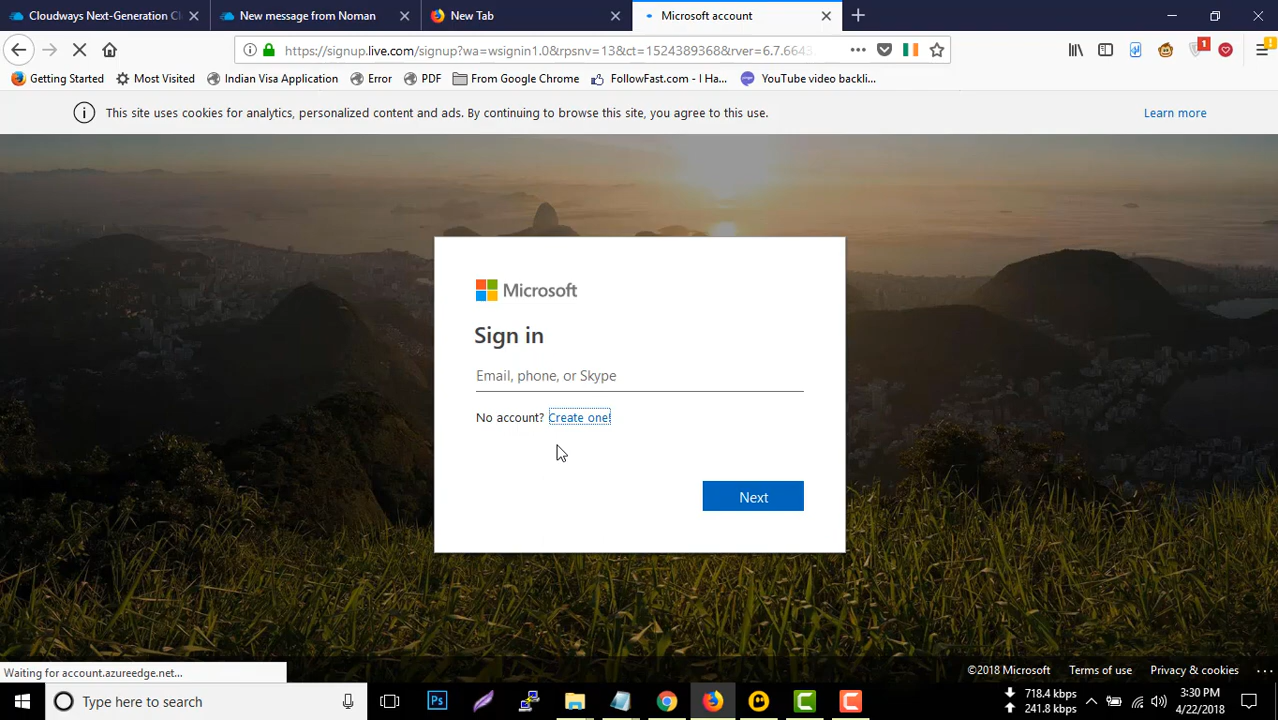 Cloudways Next-Generation Cl
New message from Noman
New Tab
Microsoft account
https://signup.live.com/signup?wa=wsignin1.0&rpsnv=13&ct=1524389368&rver=6.7.6643
1
Getting Started
Most Visited
Indian Visa Application
Error
PDF
From Google Chrome
FollowFast.com - I Ha...
YouTube video backli...
This site uses cookies for analytics, personalized content and ads. By continuing to browse this site, you agree to this use.
Learn more
Microsoft
Sign in
Email, phone, or Skype
No account? Create one!
Next
Waiting for account.azureedge.net...
©2018 Microsoft
Terms of use
Privacy & cookies
Type here to search
Ps
718.4 kbps
241.8 kbps
3:30 PM
4/22/2018